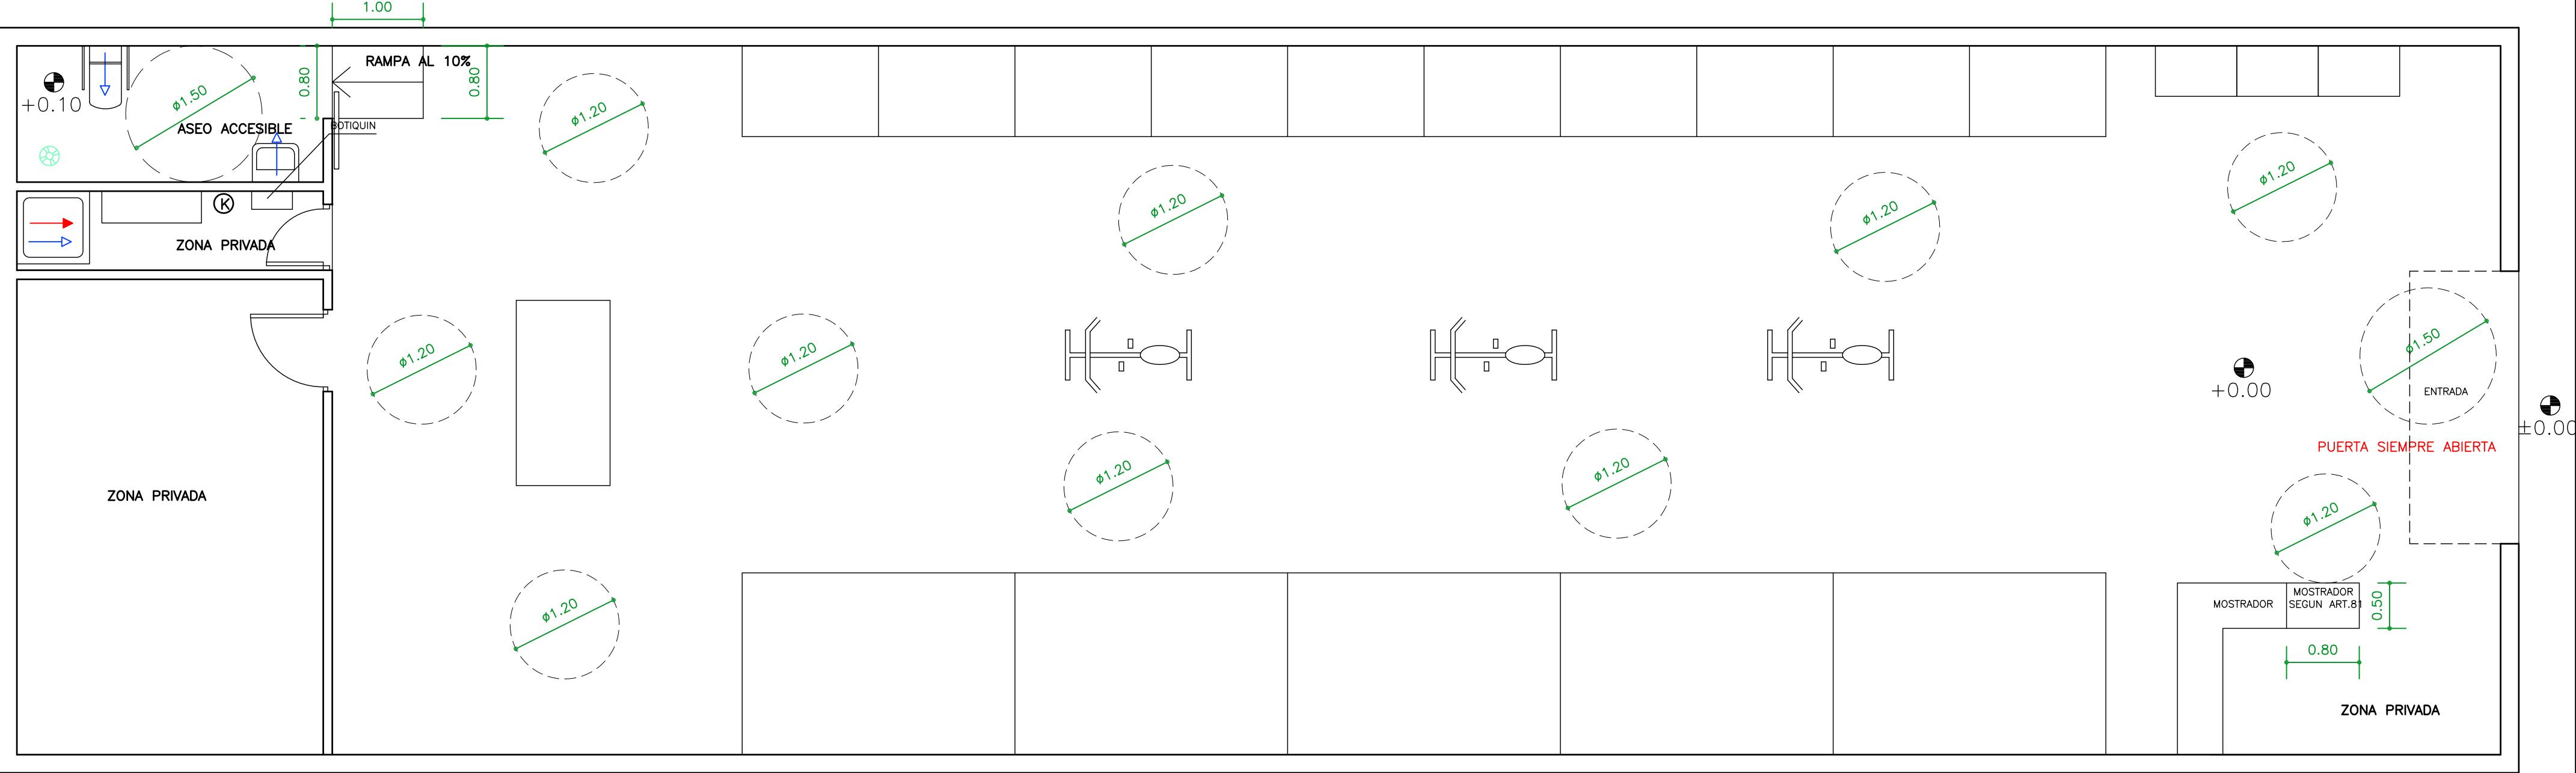 1.00
RAMPA AL 10%
0.80
0.80
+0.10
ø1.50
ASEO ACCESIBLE
BOTIQUIN
ø1.20
ø1.20
ø1.20
ø1.20
K
ZONA PRIVADA
ø1.20
ø1.20
ø1.50
+0.00
ENTRADA
±0.00
PUERTA SIEMPRE ABIERTA
ZONA PRIVADA
ø1.20
ø1.20
ø1.20
ø1.20
MOSTRADOR
MOSTRADOR
SEGUN ART.81
0.50
0.80
ZONA PRIVADA